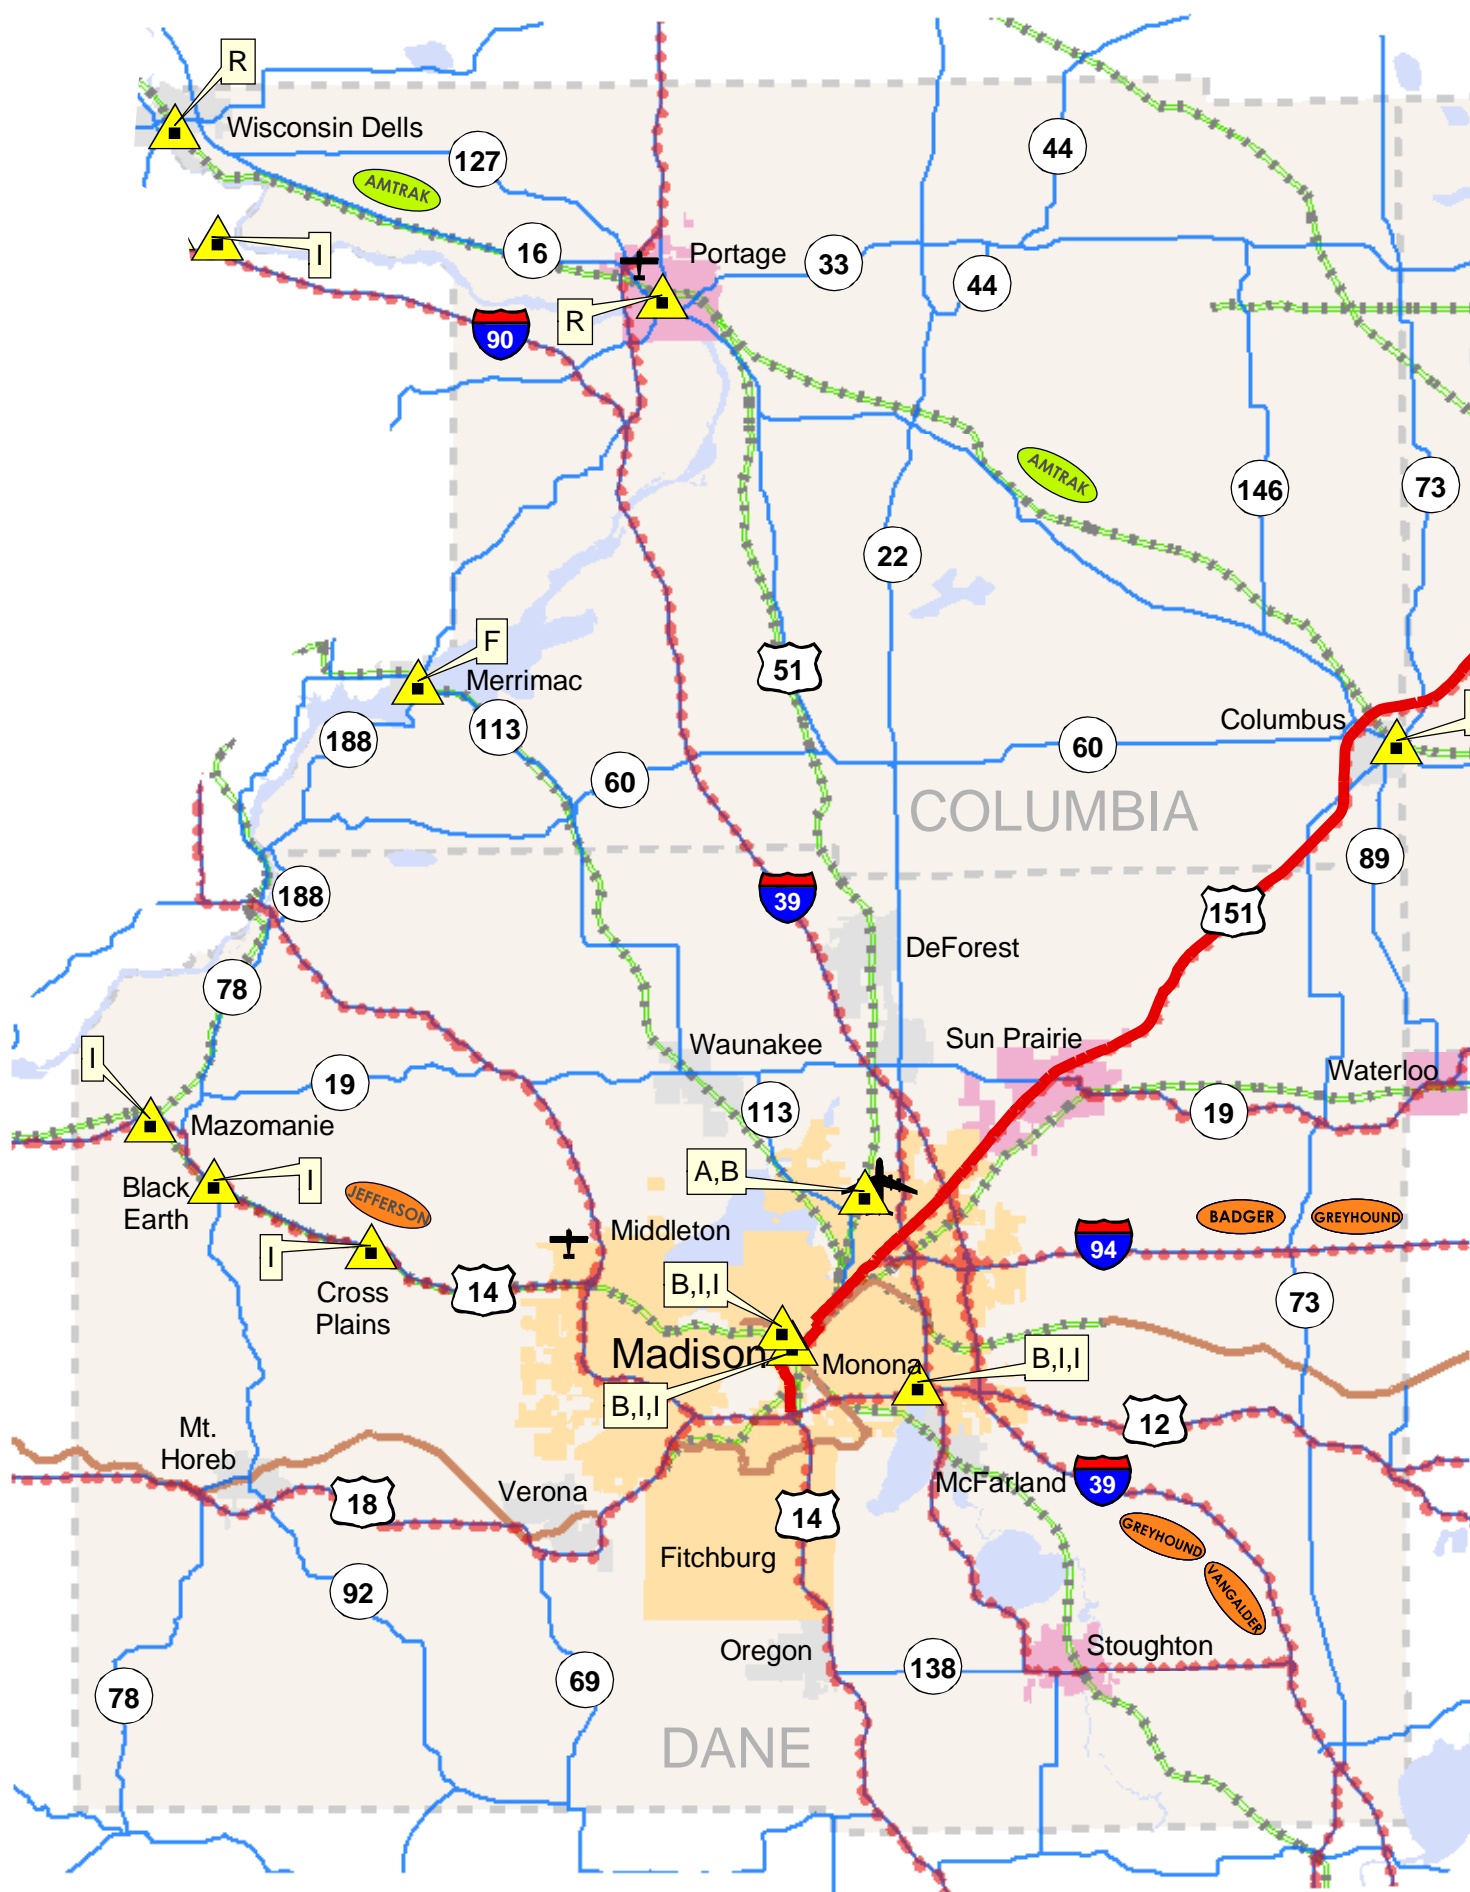 R
Wisconsin Dells
127
44
AMTRAK
I
16
Portage
33
44
R
90
AMTRAK
146
73
22
F
Merrimac
51
113
188
Columbus
60
60
COLUMBIA
89
39
188
151
DeForest
78
Sun Prairie
Waunakee
I
Waterloo
19
113
19
Mazomanie
A,B
Black
Earth
I
JEFFERSON
Middleton
BADGER
GREYHOUND
I
94
Cross
Plains
14
B,I,I
73
Madison
Monona
B,I,I
B,I,I
12
Mt.
Horeb
McFarland
39
Verona
18
14
GREYHOUND
Fitchburg
92
VANGALDER
Oregon
Stoughton
138
69
78
DANE